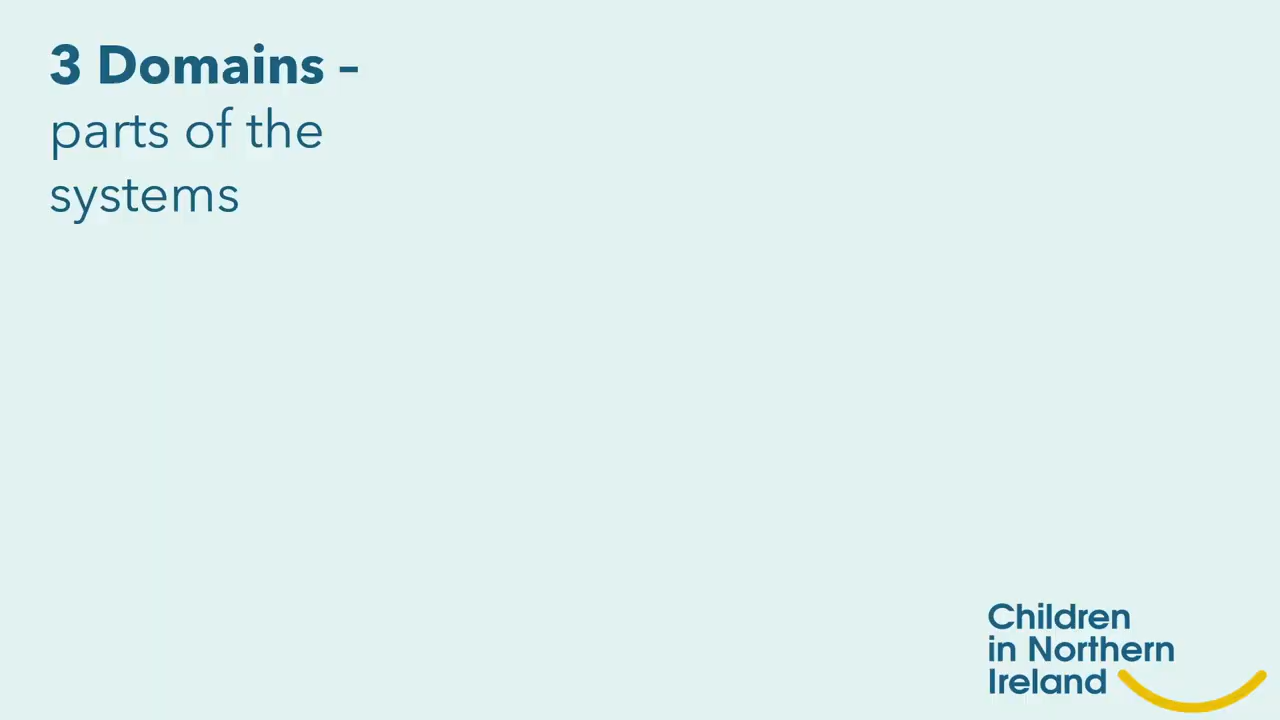 3 Domains –
parts of the
systems
Children
in Northern
Ireland